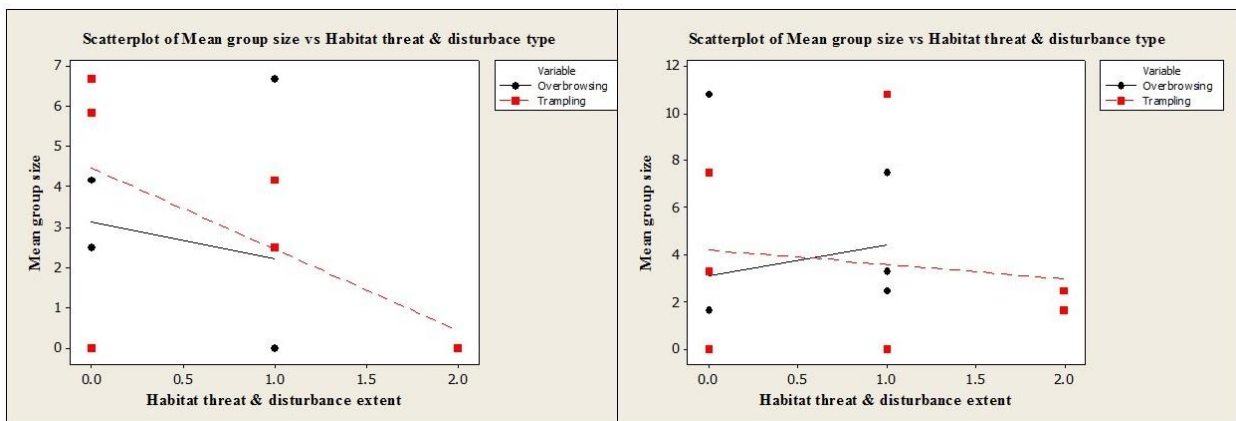 Scatterplot of Mean group size vs Habitat threat & disturbace type
7
6
5
4
3
2
1
0
Mean group size
0.0 0.5 1.0 1.5 2.0
Habitat threat & disturbance extent
Variable
Overbrowsing
Trampling
Scatterplot of Mean group size vs Habitat threat & disturbance type
12
10
8
6
4
2
0
Mean group size
0.0 0.5 1.0 1.5 2.0
Habitat threat & disturbance extent
Variable
Overbrowsing
Trampling